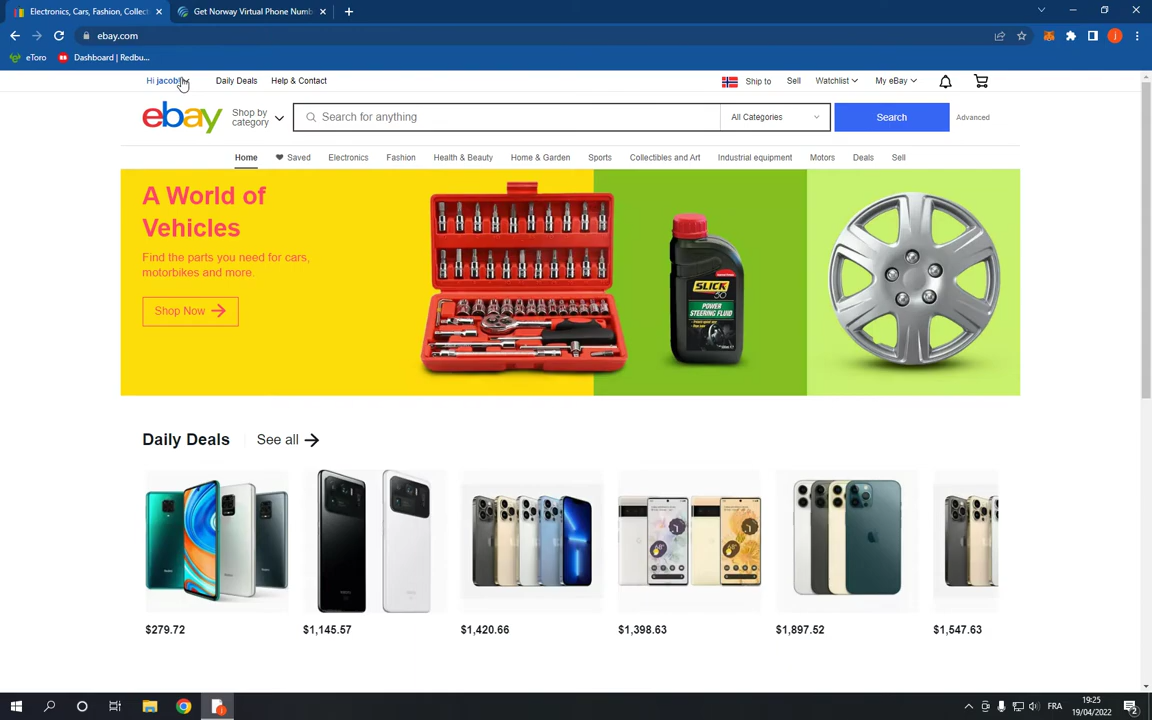 Electronics, Cars, Fashion, Collect
Get Norway Virtual Phone Numb
ebay.com
eToro
Dashboard | Redbu...
Hi jacob!
Daily Deals
Help & Contact
Ship to
Sell
Watchlist
My eBay
ebay
Shop by category
Search for anything
All Categories
Search
Advanced
Home
Saved
Electronics
Fashion
Health & Beauty
Home & Garden
Sports
Collectibles and Art
Industrial equipment
Motors
Deals
Sell
A World of
Vehicles
Find the parts you need for cars,
motorbikes and more.
Shop Now
SLICK
30
POWER
STEERING FLUID
Daily Deals
See all
$279.72
$1,145.57
$1,420.66
$1,398.63
$1,897.52
$1,547.63
FRA
19:25
19/04/2022
2